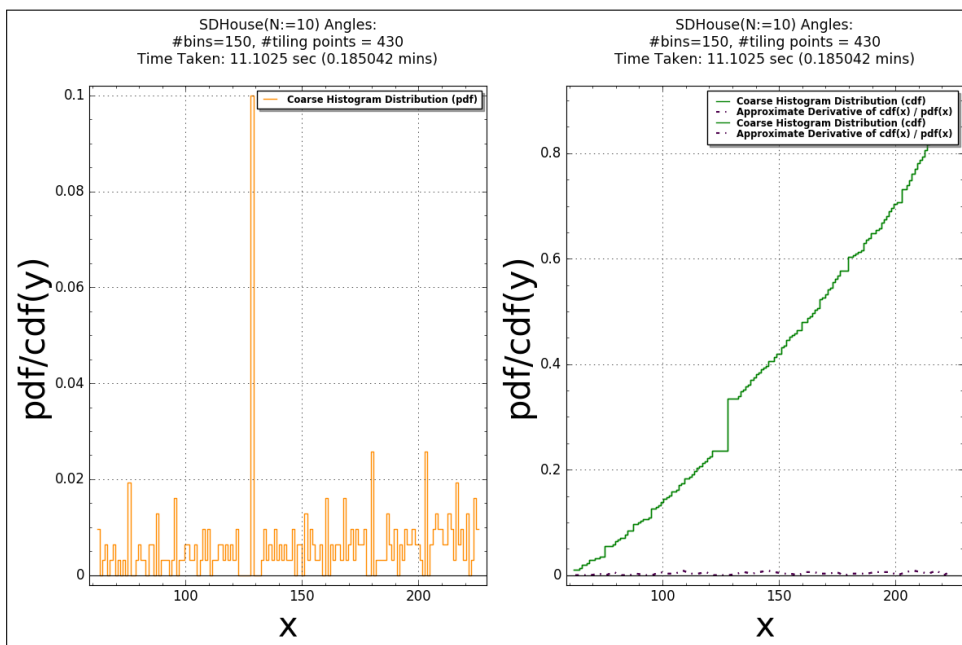 SDHouse(N:=10) Angles:
#bins=150, #tiling points = 430
Time Taken: 11.1025 sec (0.185042 mins)
Coarse Histogram Distribution (pdf)
0.1
0.08
0.06
0.04
0.02
0
pdf/cdf(y)
100
150
200
x
SDHouse(N:=10) Angles:
#bins=150, #tiling points = 430
Time Taken: 11.1025 sec (0.185042 mins)
Coarse Histogram Distribution (cdf)
Approximate Derivative of cdf(x) / pdf(x)
Coarse Histogram Distribution (cdf)
Approximate Derivative of cdf(x) / pdf(x)
0.8
0.6
0.4
0.2
0
pdf/cdf(y)
100
150
200
x